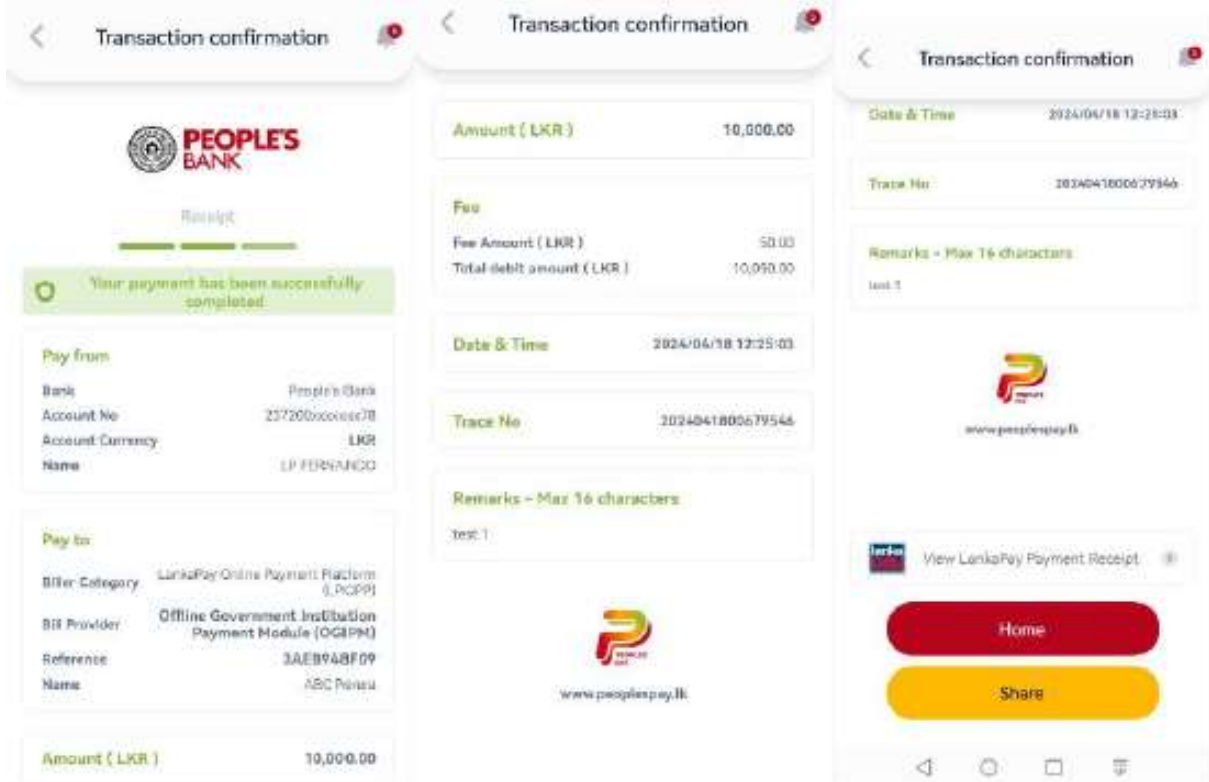 Transaction confirmation
PEOPLE'S
BANK
Receipt
Your payment has been successfully
completed
Pay from
Bank People's Bank
Account No
Account Currency LKR
Name LP FERNANDO
Pay to
Biller Category LankaPay Online Payment Platform
(LPOPP)
Bill Provider Offline Government Institution
Payment Module (OGIPM)
Reference 3AEB94BF09
Name ABC Perera
Amount ( LKR ) 10,000.00
Transaction confirmation
Amount ( LKR ) 10,000.00
Fee
Fee Amount ( LKR ) 50.00
Total debit amount ( LKR ) 10,050.00
Date & Time 2024/04/18 12:25:03
Trace No 2024041800679546
Remarks - Max 16 characters
test 1
PEOPLE'S
PAY
www.peoplespay.lk
Transaction confirmation
Date & Time 2024/04/18 12:25:03
Trace No 2024041800679546
Remarks - Max 16 characters
test 1
PEOPLE'S
PAY
www.peoplespay.lk
View LankaPay Payment Receipt
Home
Share